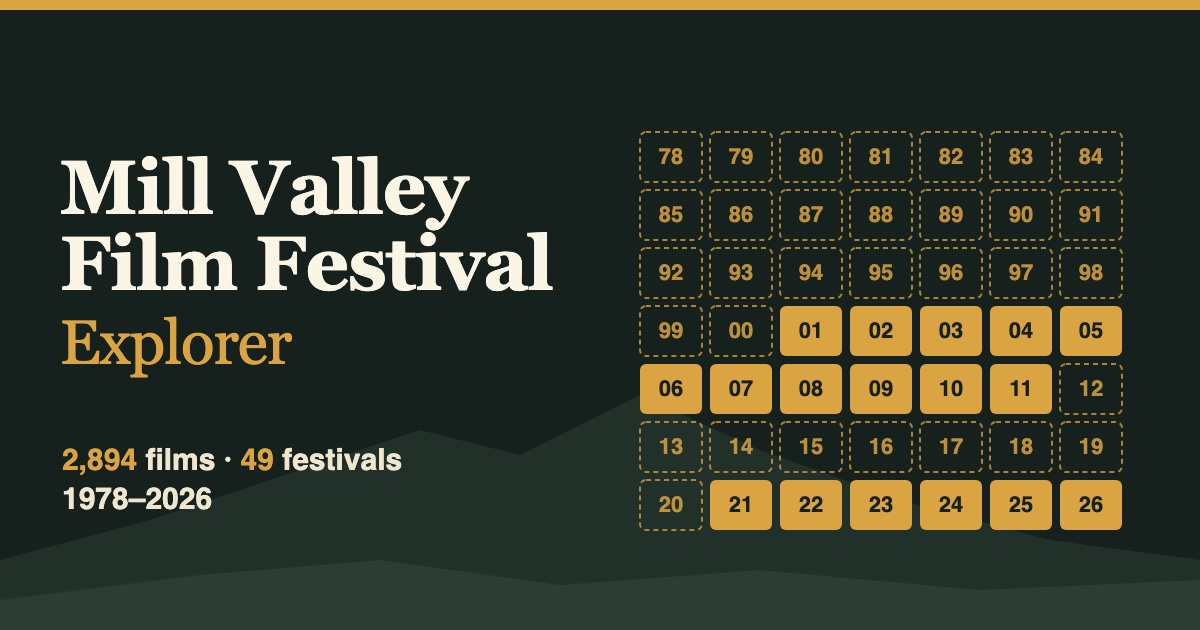 Mill Valley
Film Festival
Explorer
2,894 films · 49 festivals
1978–2026
78 79 80 81 82 83 84
85 86 87 88 89 90 91
92 93 94 95 96 97 98
99 00 01 02 03 04 05
06 07 08 09 10 11 12
13 14 15 16 17 18 19
20 21 22 23 24 25 26